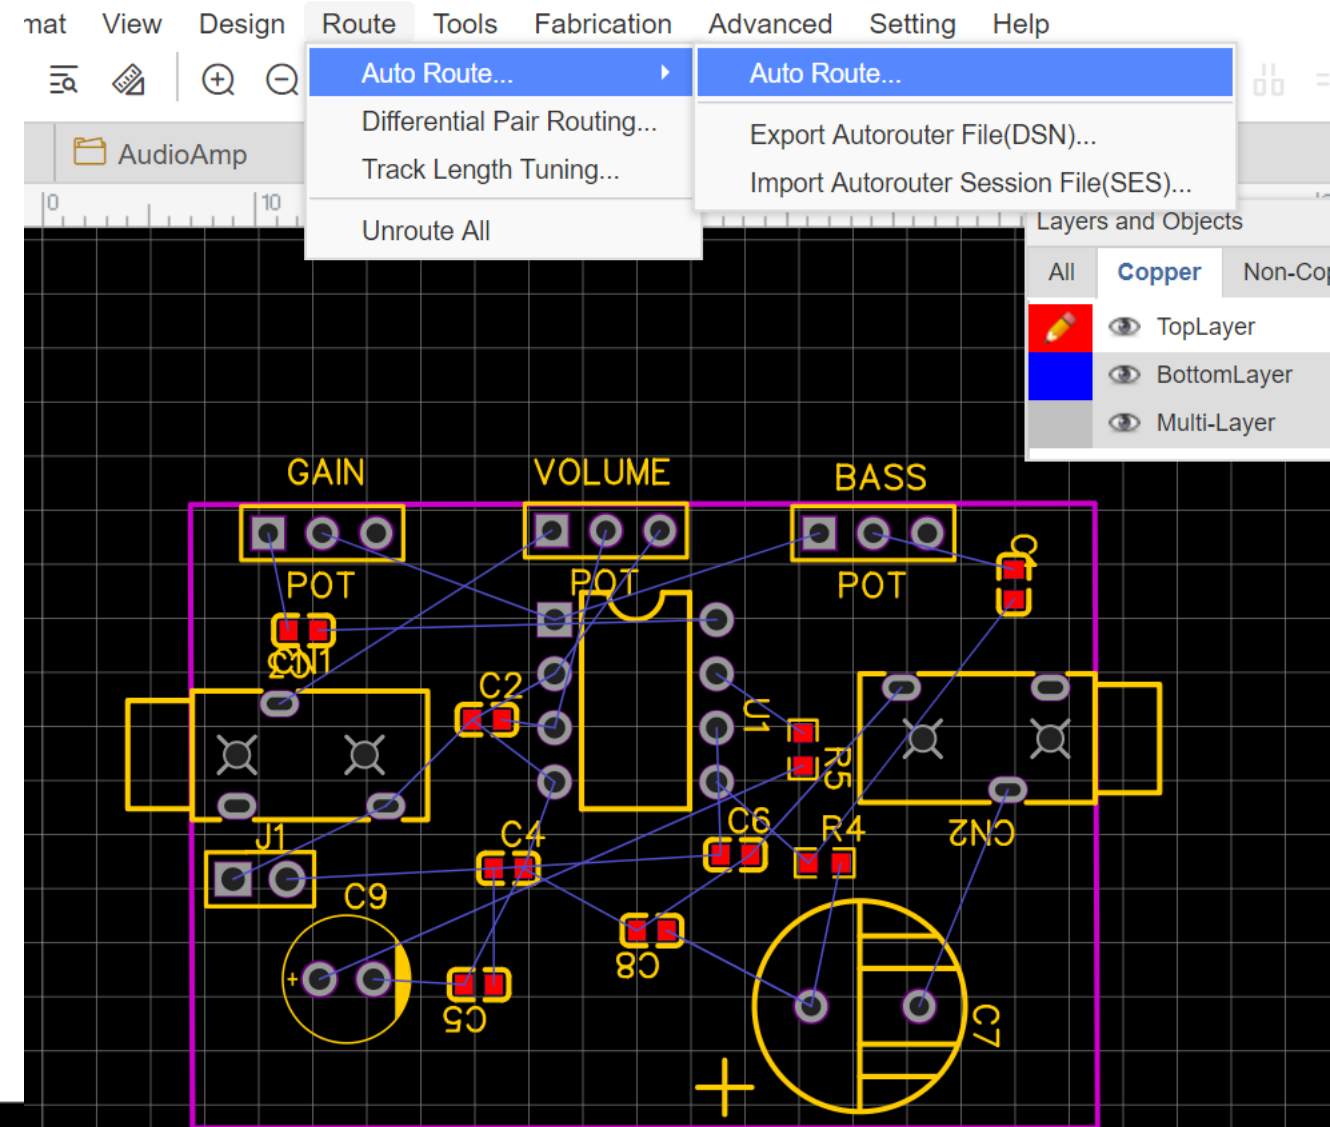 mat View Design Route Tools Fabrication Advanced Setting Help
Auto Route...
Auto Route...
Differential Pair Routing...
Export Autorouter File(DSN)...
AudioAmp
Track Length Tuning...
Import Autorouter Session File(SES)...
0
10
Unroute All
Layers and Objects
All Copper Non-Cop
TopLayer
BottomLayer
Multi-Layer
GAIN
VOLUME
BASS
POT
POT
POT
C2
U1
R5
J1
C4
C6
R4
CN2
C9
C8
C5
C7